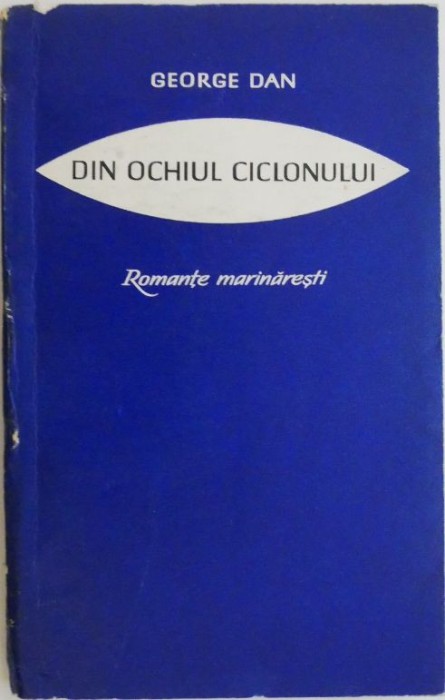 GEORGE DAN
DIN OCHIUL CICLONULUI
Romanțe marinărești